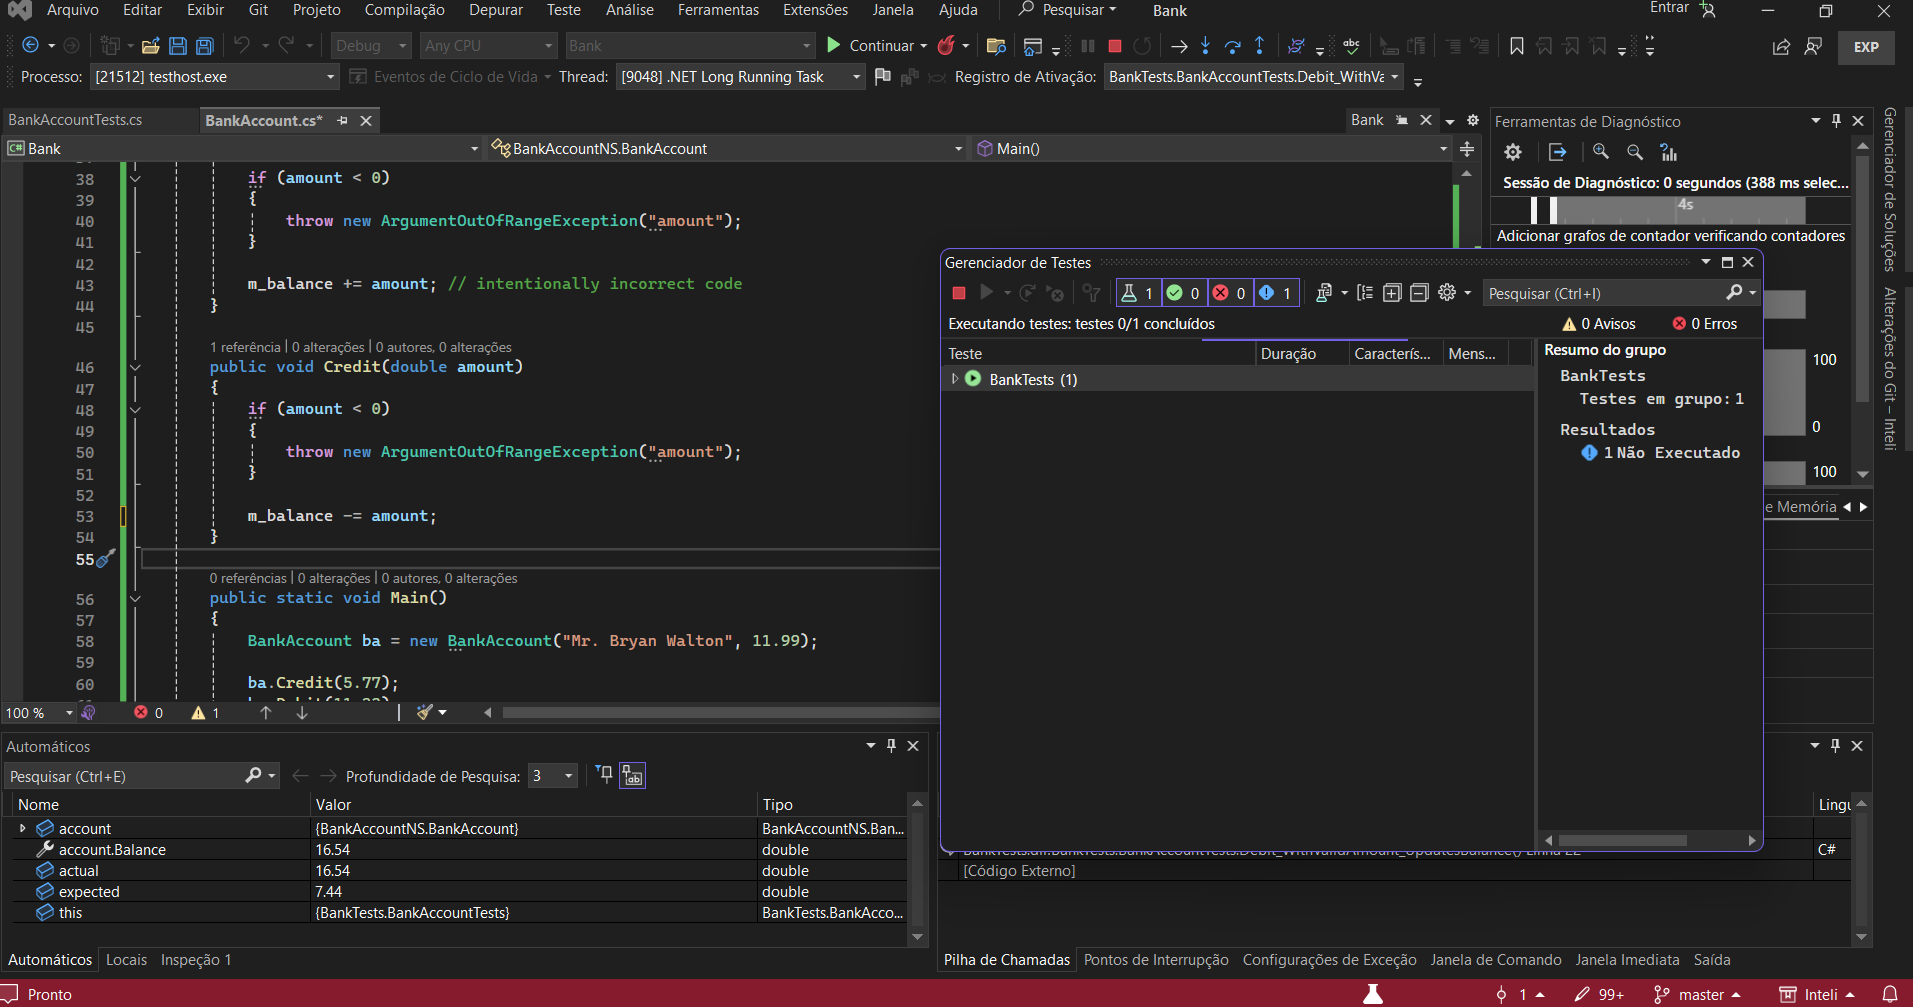 Arquivo Editar Exibir Git Projeto Compilação Depurar Teste Análise Ferramentas Extensões Janela Ajuda Pesquisar Bank Entrar
Debug Any CPU Bank Continuar EXP
Processo: [21512] testhost.exe Eventos de Ciclo de Vida Thread: [9048] .NET Long Running Task Registro de Ativação: BankTests.BankAccountTests.Debit_WithVa
BankAccountTests.cs BankAccount.cs* Bank
C# Bank BankAccountNS.BankAccount Main()
38 if (amount < 0)
39 {
40 throw new ArgumentOutOfRangeException("amount");
41 }
42
43 m_balance += amount; // intentionally incorrect code
44 }
45
1 referência | 0 alterações | 0 autores, 0 alterações
46 public void Credit(double amount)
47 {
48 if (amount < 0)
49 {
50 throw new ArgumentOutOfRangeException("amount");
51 }
52
53 m_balance -= amount;
54 }
55
0 referências | 0 alterações | 0 autores, 0 alterações
56 public static void Main()
57 {
58 BankAccount ba = new BankAccount("Mr. Bryan Walton", 11.99);
59
60 ba.Credit(5.77);
100 % 0 1
Ferramentas de Diagnóstico
Sessão de Diagnóstico: 0 segundos (388 ms selec...
4s
Adicionar grafos de contador verificando contadores
100
0
100
e Memória
Gerenciador de Soluções
Alterações do Git – Inteli
Gerenciador de Testes
1 0 0 1 Pesquisar (Ctrl+I)
Executando testes: testes 0/1 concluídos 0 Avisos 0 Erros
Teste Duração Caracterís... Mens...
BankTests (1)
Resumo do grupo
BankTests
Testes em grupo: 1
Resultados
1 Não Executado
Automáticos
Pesquisar (Ctrl+E) Profundidade de Pesquisa: 3
Nome Valor Tipo
account {BankAccountNS.BankAccount} BankAccountNS.Ban...
account.Balance 16.54 double
actual 16.54 double
expected 7.44 double
this {BankTests.BankAccountTests} BankTests.BankAcco...
Automáticos Locais Inspeção 1
Lingu
BankTests.dll!BankTests.BankAccountTests.Debit_WithValidAmount_UpdatesBalance() Linha 22 C#
[Código Externo]
Pilha de Chamadas Pontos de Interrupção Configurações de Exceção Janela de Comando Janela Imediata Saída
Pronto 1 99+ master Inteli